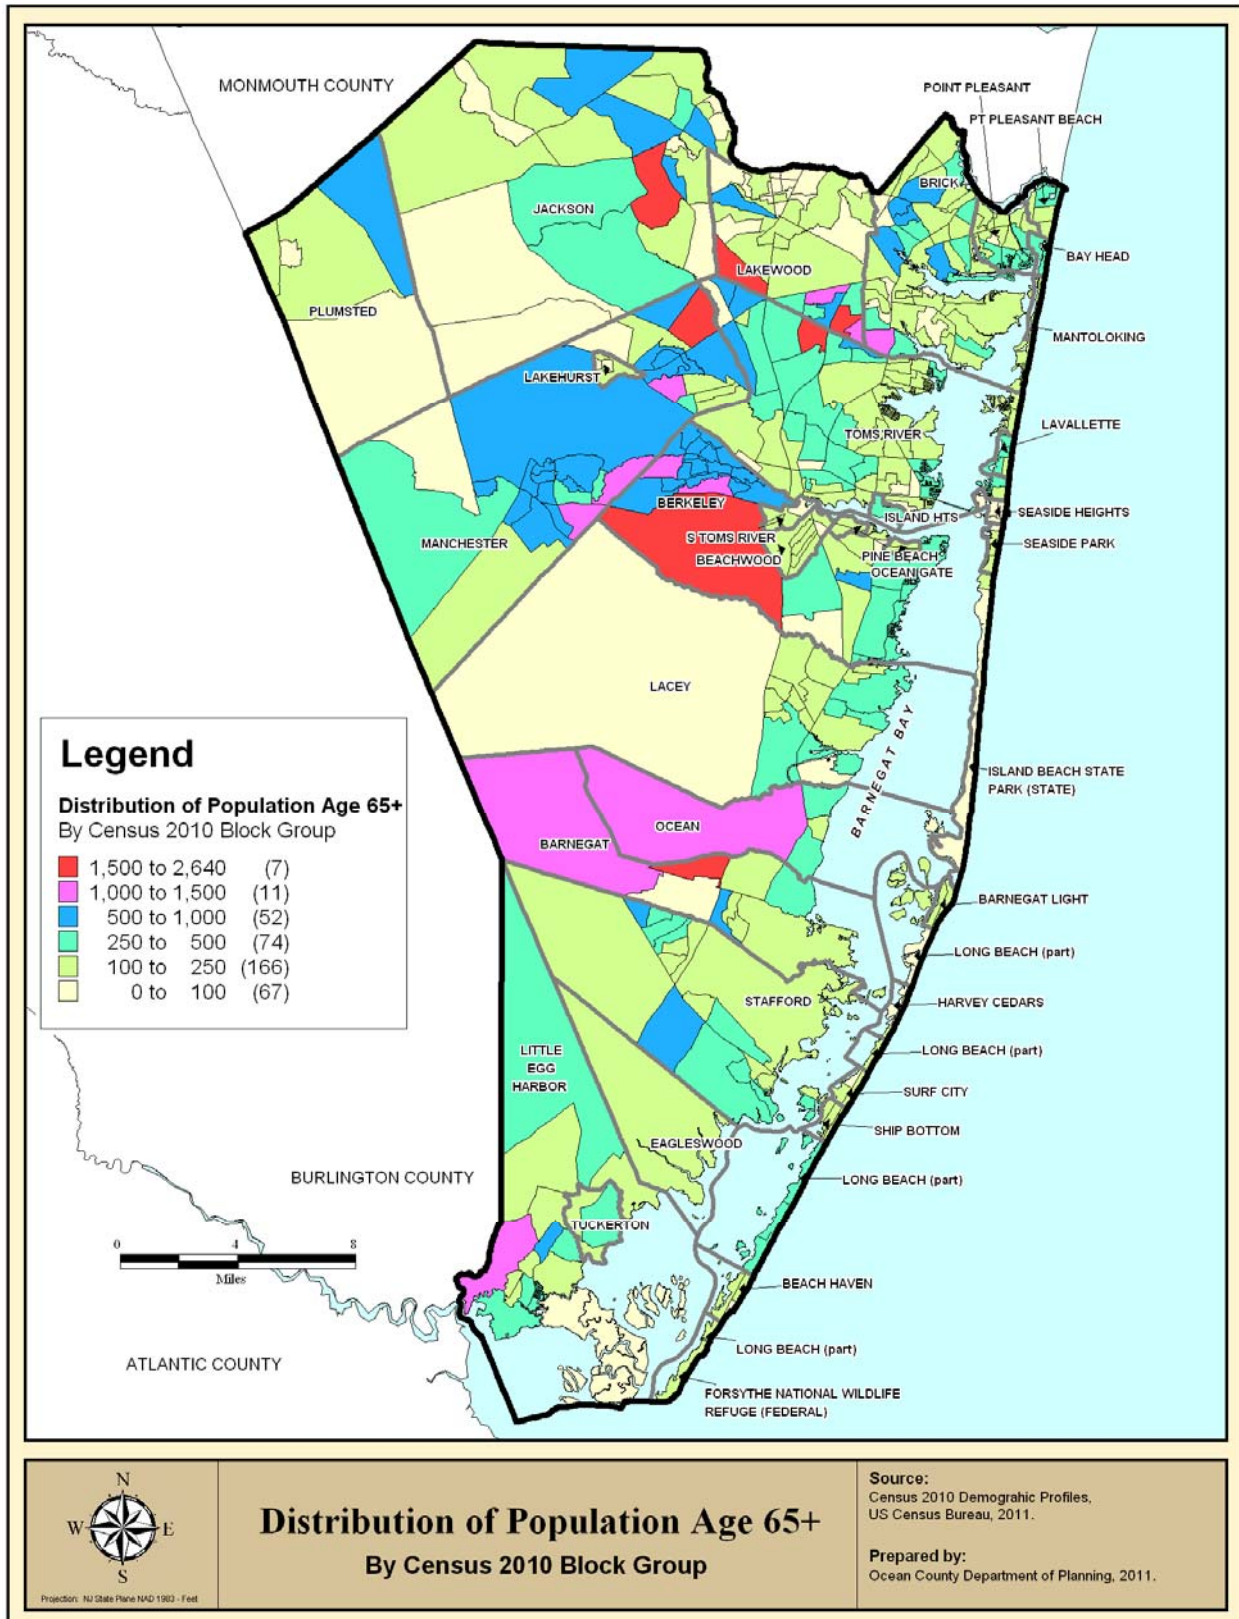 MONMOUTH COUNTY
POINT PLEASANT
PT PLEASANT BEACH
BRICK
JACKSON
BAY HEAD
LAKEWOOD
PLUMSTED
MANTOLOKING
LAKEHURST
LAVALLETTE
TOMS RIVER
BERKELEY
ISLAND HTS
SEASIDE HEIGHTS
S TOMS RIVER
MANCHESTER
SEASIDE PARK
BEACHWOOD
PINE BEACH
OCEAN GATE
LACEY
BARNEGAT BAY
ISLAND BEACH STATE
PARK (STATE)
OCEAN
BARNEGAT
BARNEGAT LIGHT
LONG BEACH (part)
STAFFORD
HARVEY CEDARS
LONG BEACH (part)
LITTLE
EGG
HARBOR
SURF CITY
SHIP BOTTOM
EAGLESWOOD
BURLINGTON COUNTY
LONG BEACH (part)
TUCKERTON
BEACH HAVEN
LONG BEACH (part)
ATLANTIC COUNTY
FORSYTHE NATIONAL WILDLIFE
REFUGE (FEDERAL)
Legend
Distribution of Population Age 65+
By Census 2010 Block Group
1,500 to 2,640 (7)
1,000 to 1,500 (11)
500 to 1,000 (52)
250 to 500 (74)
100 to 250 (166)
0 to 100 (67)
0 4 8
Miles
N
W E
S
Projection: NJ State Plane NAD 1983 - Feet
Distribution of Population Age 65+
By Census 2010 Block Group
Source:
Census 2010 Demograhic Profiles,
US Census Bureau, 2011.
Prepared by:
Ocean County Department of Planning, 2011.